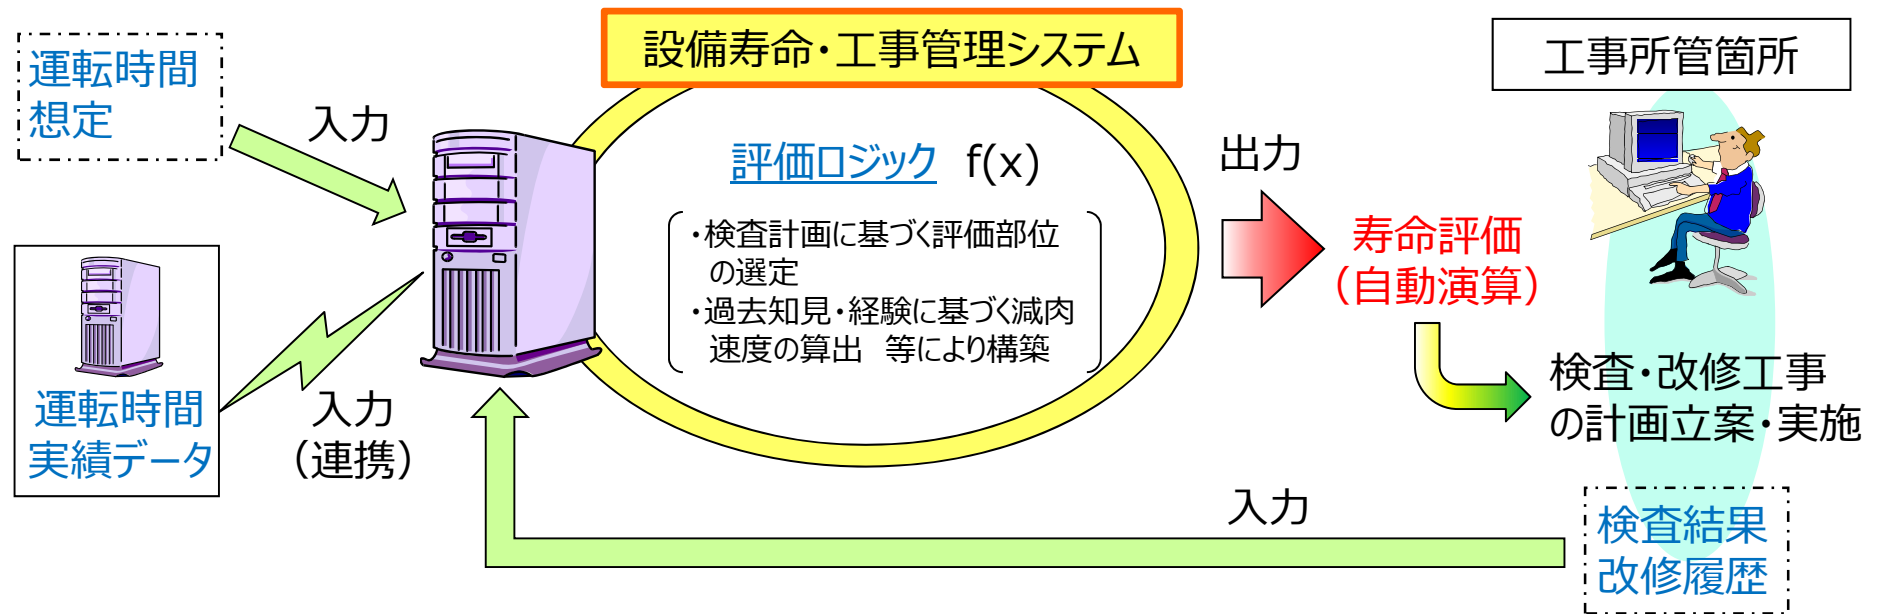 設備寿命・工事管理システム
工事所管箇所
運転時間
想定
入力
評価ロジック f(x)
・検査計画に基づく評価部位
の選定
・過去知見・経験に基づく減肉
速度の算出 等により構築
出力
寿命評価
（自動演算）
運転時間
実績データ
入力
（連携）
検査・改修工事
の計画立案・実施
入力
検査結果
改修履歴